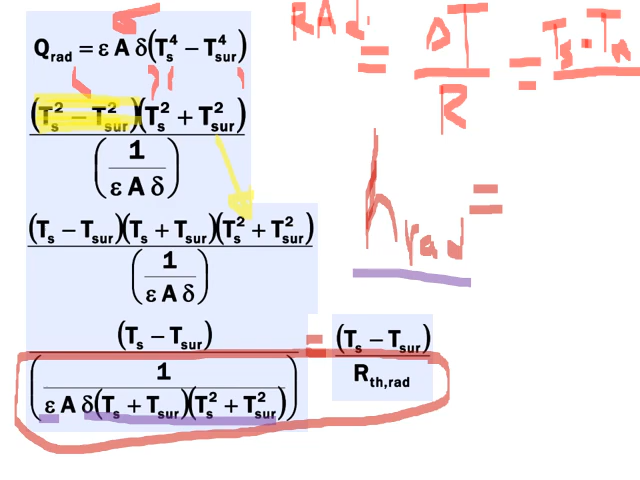 RAd.
σ
Q_rad = ε A δ(T_s^4 − T_sur^4)
= ΔT/R = T_s - T_a
(T_s^2 − T_sur^2)(T_s^2 + T_sur^2)
(1/(ε A δ))
h_rad =
(T_s − T_sur)(T_s + T_sur)(T_s^2 + T_sur^2)
(1/(ε A δ))
(T_s − T_sur) = (T_s − T_sur)
(1/(ε A δ(T_s + T_sur)(T_s^2 + T_sur^2))) R_th,rad